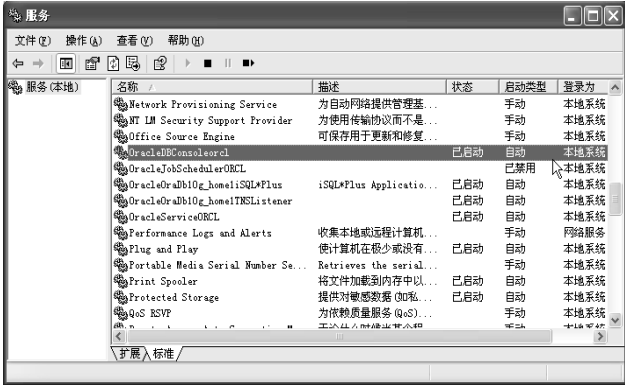 服务
文件(F) 操作(A) 查看(V) 帮助(H)
服务(本地)
名称 描述 状态 启动类型 登录为
Network Provisioning Service 为自动网络提供管理基... 手动 本地系统
NT LM Security Support Provider 为使用传输协议而不是... 手动 本地系统
Office Source Engine 可保存用于更新和修复... 手动 本地系统
OracleDBConsoleorcl 已启动 自动 本地系统
OracleJobSchedulerORCL 已禁用 本地系统
OracleOraDb10g_home1iSQL*Plus iSQL*Plus Applicatio... 已启动 自动 本地系统
OracleOraDb10g_home1TNSListener 已启动 自动 本地系统
OracleServiceORCL 已启动 自动 本地系统
Performance Logs and Alerts 收集本地或远程计算机... 手动 网络服务
Plug and Play 使计算机在极少或没有... 已启动 自动 本地系统
Portable Media Serial Number Se... Retrieves the serial... 手动 本地系统
Print Spooler 将文件加载到内存中以... 已启动 自动 本地系统
Protected Storage 提供对敏感数据(如私... 已启动 自动 本地系统
QoS RSVP 为依赖质量服务(QoS)... 手动 本地系统
扩展 标准